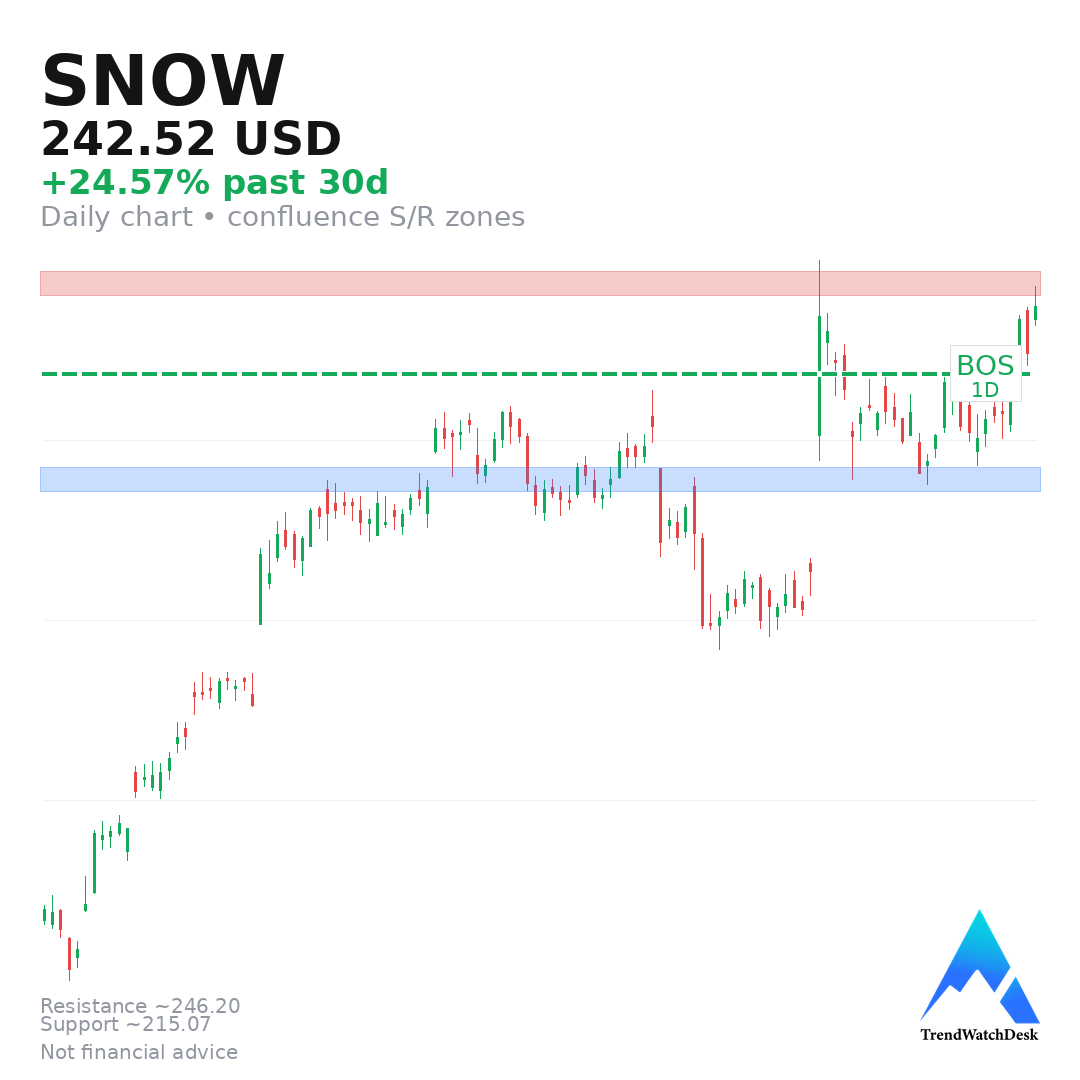 SNOW
242.52 USD
+24.57% past 30d
Daily chart • confluence S/R zones
BOS
1D
Resistance ~246.20
Support ~215.07
Not financial advice
TrendWatchDesk